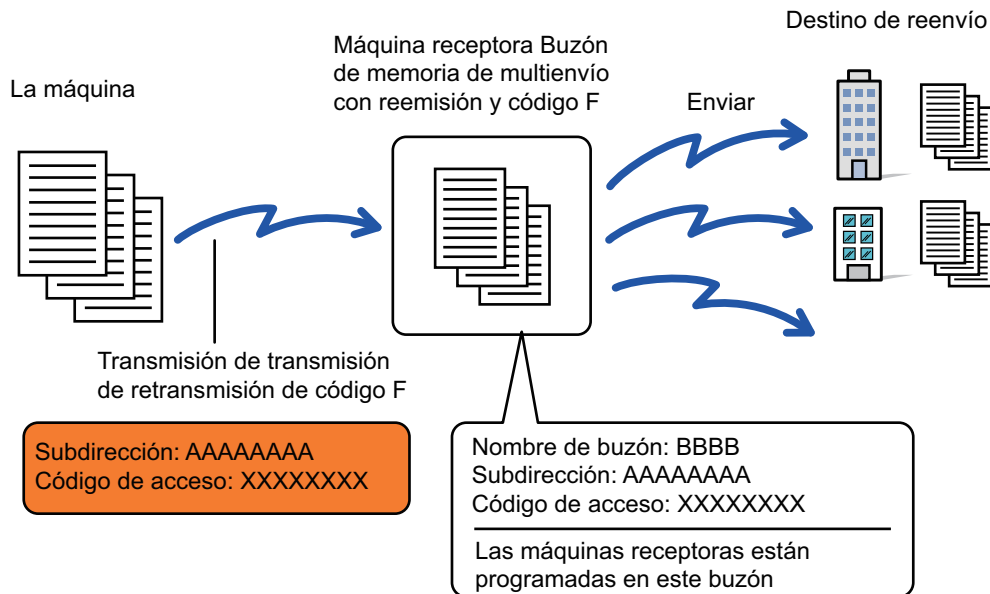 La máquina
Máquina receptora Buzón
de memoria de multienvío
con reemisión y código F
Enviar
Destino de reenvío
Transmisión de transmisión
de retransmisión de código F
Subdirección: AAAAAAAA
Código de acceso: XXXXXXXX
Nombre de buzón: BBBB
Subdirección: AAAAAAAA
Código de acceso: XXXXXXXX
Las máquinas receptoras están
programadas en este buzón